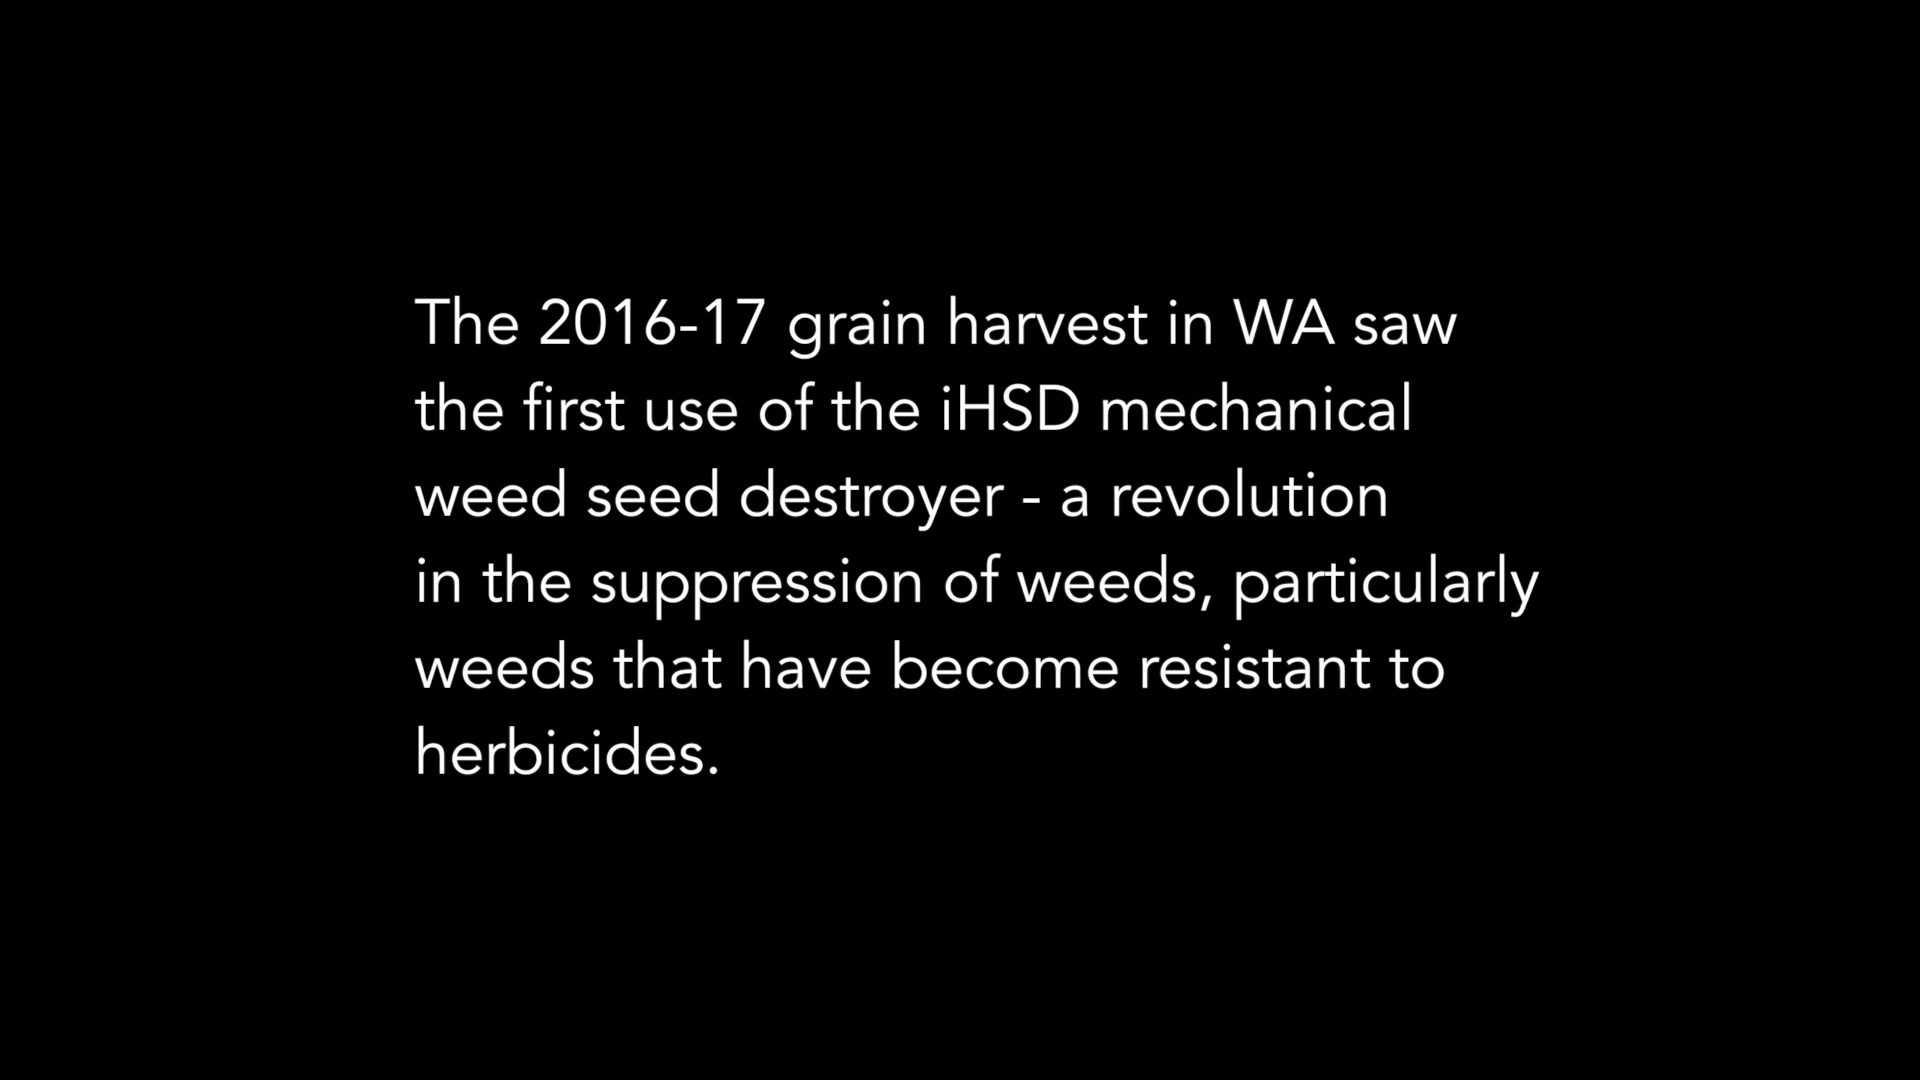 The 2016-17 grain harvest in WA saw
the first use of the iHSD mechanical
weed seed destroyer - a revolution
in the suppression of weeds, particularly
weeds that have become resistant to
herbicides.